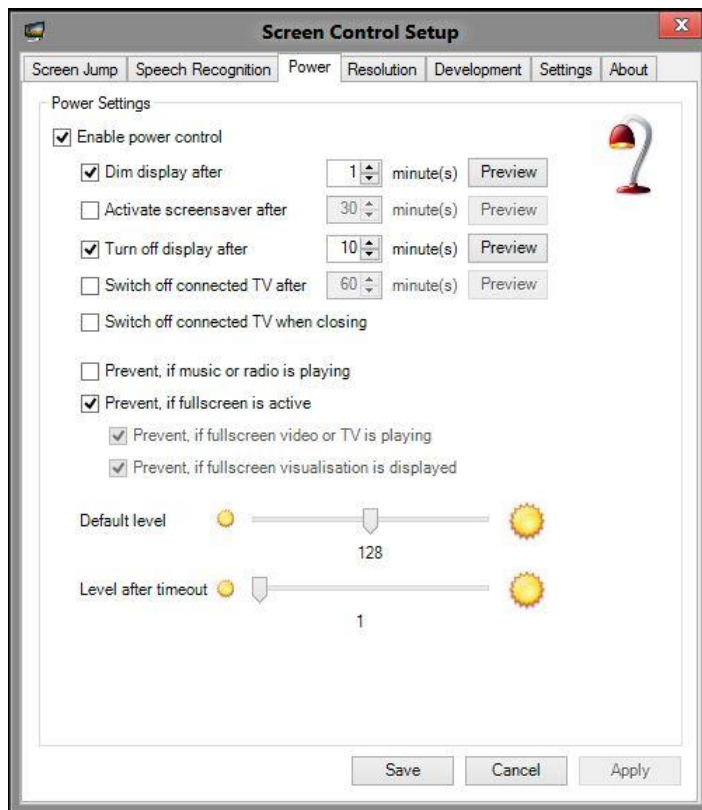 Screen Control Setup
Screen Jump Speech Recognition Power Resolution Development Settings About
Power Settings
Enable power control
Dim display after 1 minute(s) Preview
Activate screensaver after 30 minute(s) Preview
Turn off display after 10 minute(s) Preview
Switch off connected TV after 60 minute(s) Preview
Switch off connected TV when closing
Prevent, if music or radio is playing
Prevent, if fullscreen is active
Prevent, if fullscreen video or TV is playing
Prevent, if fullscreen visualisation is displayed
Default level
128
Level after timeout
1
Save Cancel Apply